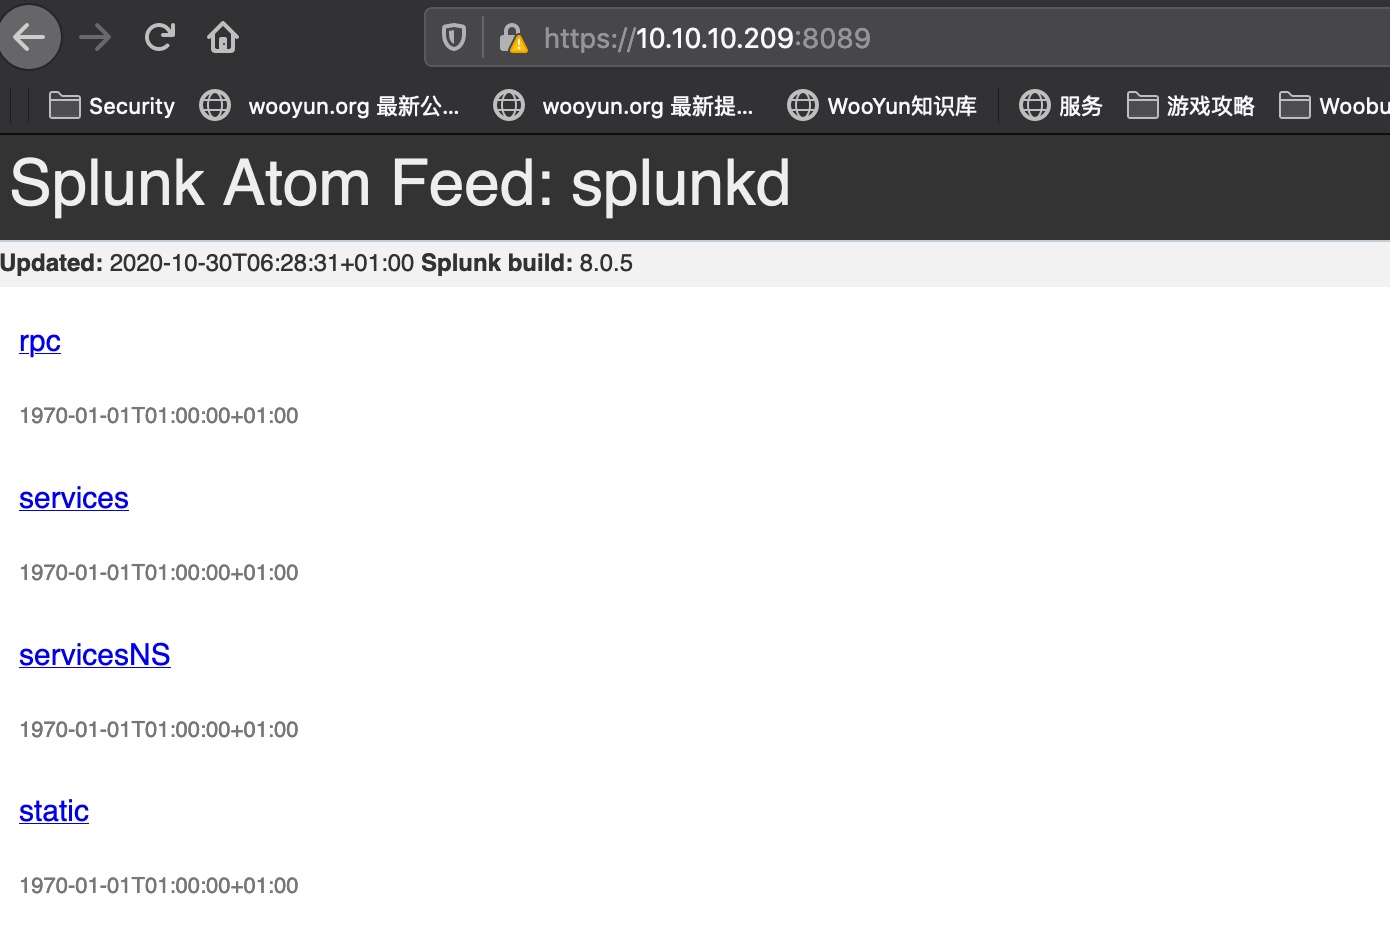 https://10.10.10.209:8089
Security wooyun.org 最新公... wooyun.org 最新提... WooYun知识库 服务 游戏攻略 Woobu
Splunk Atom Feed: splunkd
Updated: 2020-10-30T06:28:31+01:00 Splunk build: 8.0.5
rpc
1970-01-01T01:00:00+01:00
services
1970-01-01T01:00:00+01:00
servicesNS
1970-01-01T01:00:00+01:00
static
1970-01-01T01:00:00+01:00